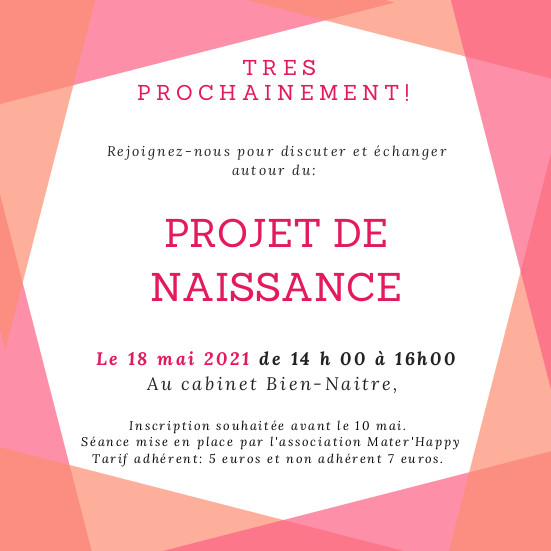 TRES
PROCHAINEMENT!
Rejoignez-nous pour discuter et échanger
autour du:
PROJET DE
NAISSANCE
Le 18 mai 2021 de 14 h 00 à 16h00
Au cabinet Bien-Naitre,
Inscription souhaitée avant le 10 mai.
Séance mise en place par l'association Mater'Happy
Tarif adhérent: 5 euros et non adhérent 7 euros.